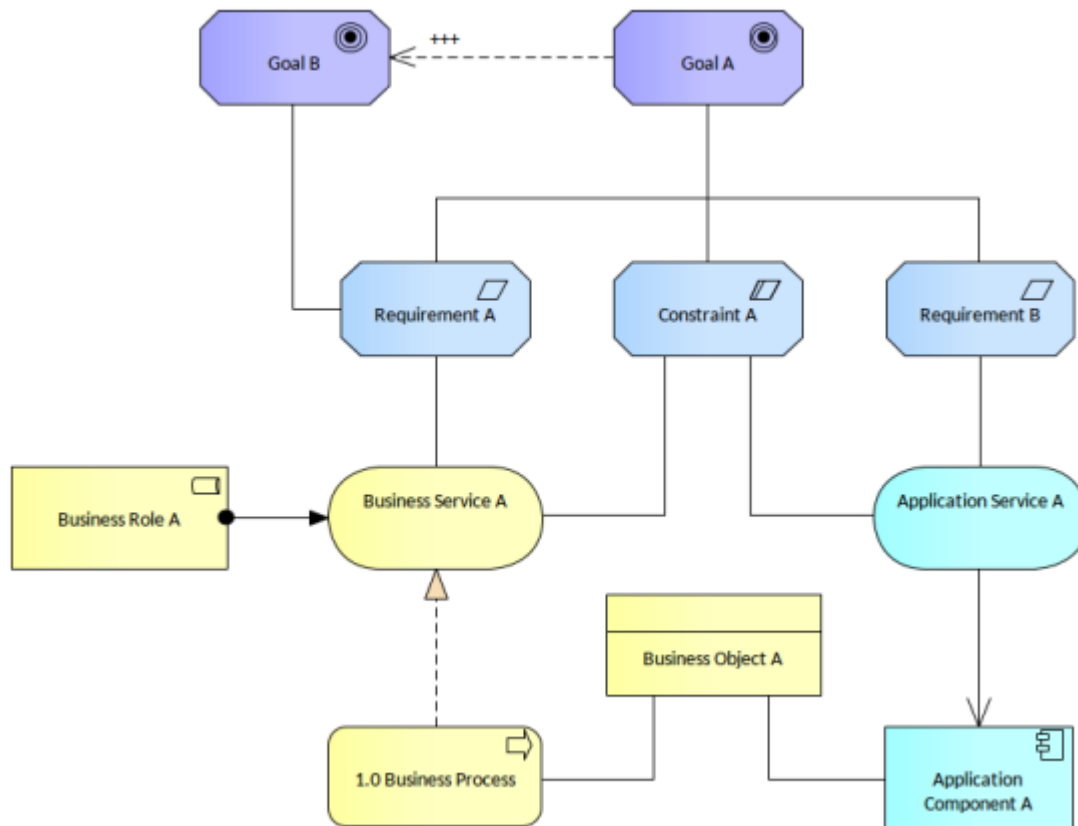 Goal B
+++
Goal A
Requirement A
Constraint A
Requirement B
Business Role A
Business Service A
Application Service A
Business Object A
1.0 Business Process
Application
Component A